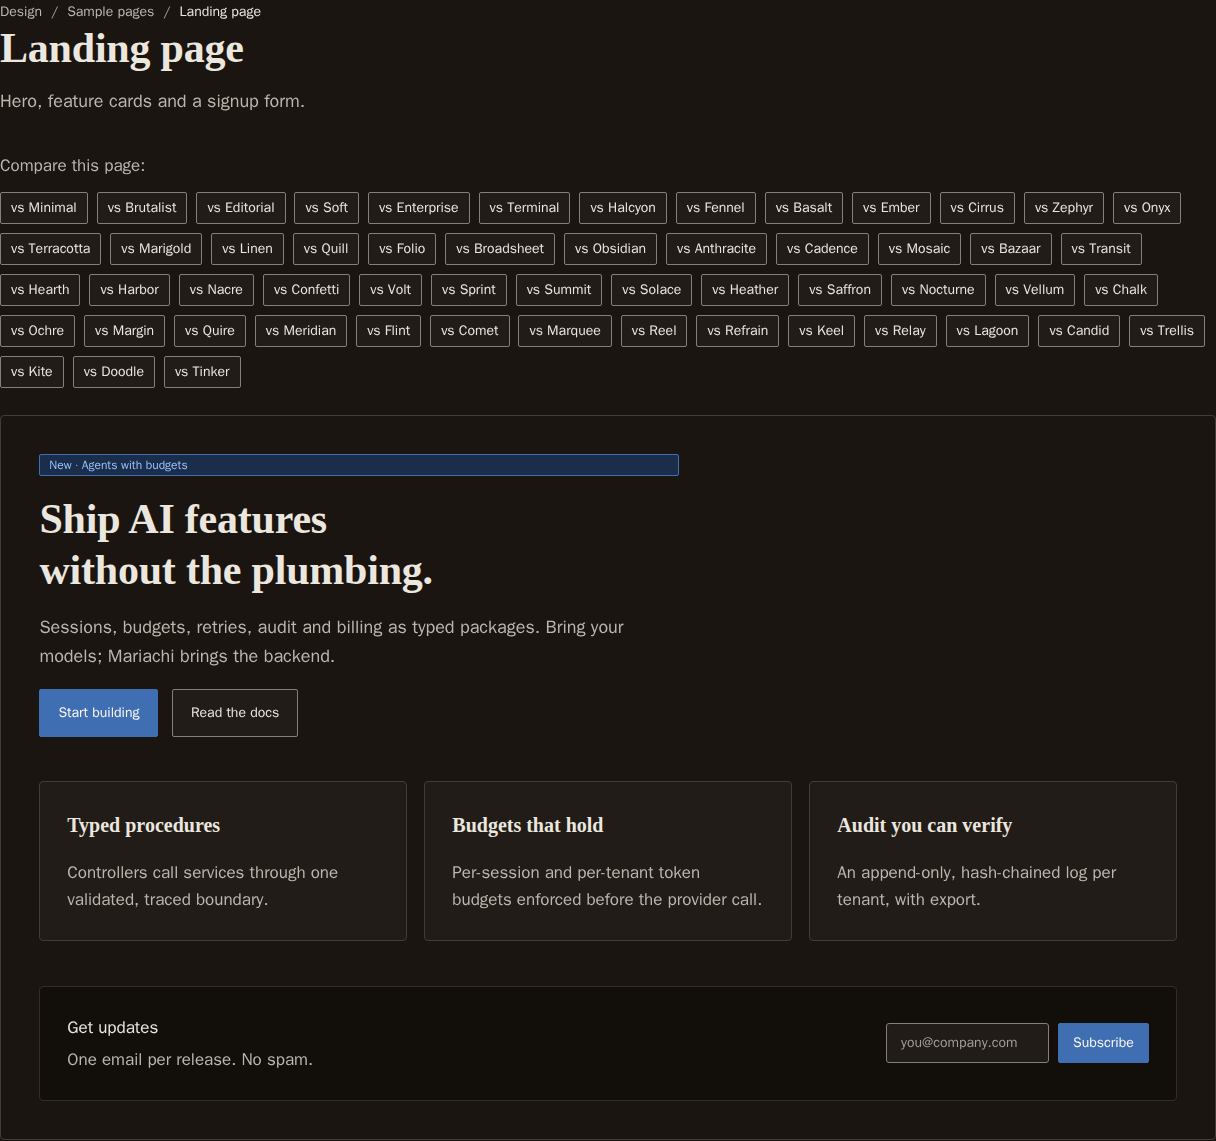 Design / Sample pages / Landing page
Landing page
Hero, feature cards and a signup form.
Compare this page:
vs Minimal vs Brutalist vs Editorial vs Soft vs Enterprise vs Terminal vs Halcyon vs Fennel vs Basalt vs Ember vs Cirrus vs Zephyr vs Onyx
vs Terracotta vs Marigold vs Linen vs Quill vs Folio vs Broadsheet vs Obsidian vs Anthracite vs Cadence vs Mosaic vs Bazaar vs Transit
vs Hearth vs Harbor vs Nacre vs Confetti vs Volt vs Sprint vs Summit vs Solace vs Heather vs Saffron vs Nocturne vs Vellum vs Chalk
vs Ochre vs Margin vs Quire vs Meridian vs Flint vs Comet vs Marquee vs Reel vs Refrain vs Keel vs Relay vs Lagoon vs Candid vs Trellis
vs Kite vs Doodle vs Tinker
New · Agents with budgets
Ship AI features
without the plumbing.
Sessions, budgets, retries, audit and billing as typed packages. Bring your
models; Mariachi brings the backend.
Start building Read the docs
Typed procedures
Controllers call services through one
validated, traced boundary.
Budgets that hold
Per-session and per-tenant token
budgets enforced before the provider call.
Audit you can verify
An append-only, hash-chained log per
tenant, with export.
Get updates
One email per release. No spam.
you@company.com Subscribe